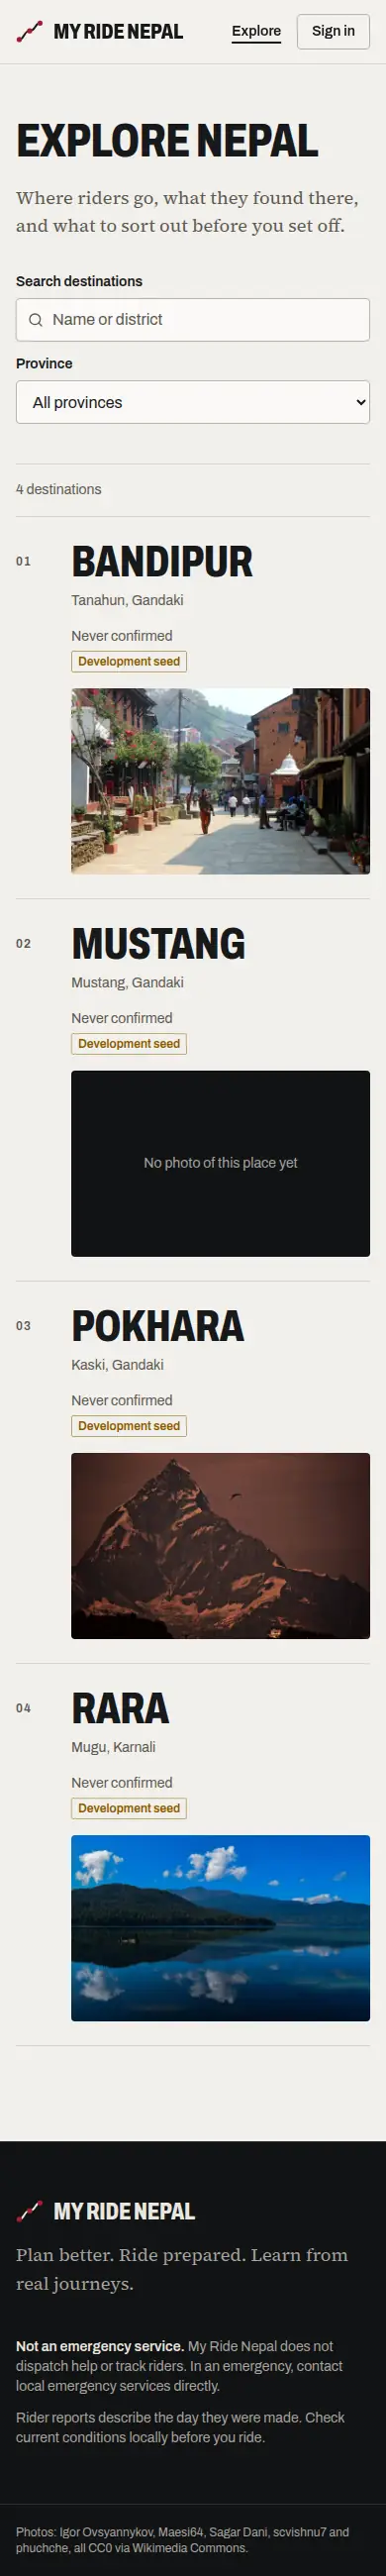 MY RIDE NEPAL
Explore
Sign in
EXPLORE NEPAL
Where riders go, what they found there,
and what to sort out before you set off.
Search destinations
Name or district
Province
All provinces
4 destinations
01
BANDIPUR
Tanahun, Gandaki
Never confirmed
Development seed
02
MUSTANG
Mustang, Gandaki
Never confirmed
Development seed
No photo of this place yet
03
POKHARA
Kaski, Gandaki
Never confirmed
Development seed
04
RARA
Mugu, Karnali
Never confirmed
Development seed
MY RIDE NEPAL
Plan better. Ride prepared. Learn from
real journeys.
Not an emergency service. My Ride Nepal does not
dispatch help or track riders. In an emergency, contact
local emergency services directly.
Rider reports describe the day they were made. Check
current conditions locally before you ride.
Photos: Igor Ovsyannykov, Maesi64, Sagar Dani, scvishnu7 and
phuchche, all CC0 via Wikimedia Commons.